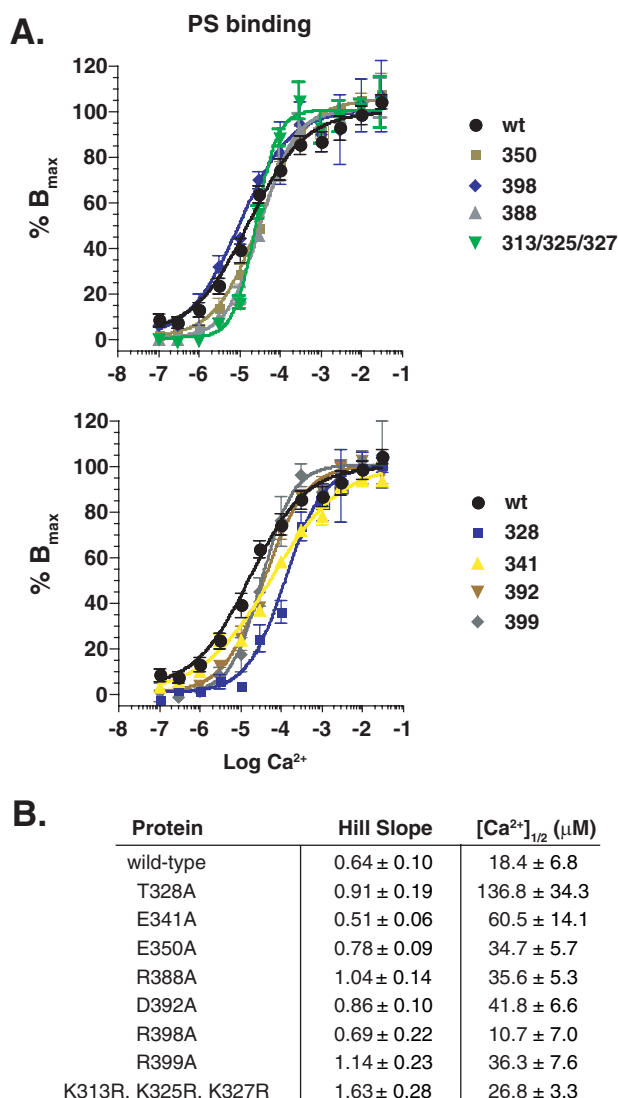 A.
PS binding
120
100
80
60
40
20
0
% Bmax
-8 -7 -6 -5 -4 -3 -2 -1
wt
350
398
388
313/325/327
120
100
80
60
40
20
0
% Bmax
-8 -7 -6 -5 -4 -3 -2 -1
Log Ca²⁺
wt
328
341
392
399
B.
Protein Hill Slope [Ca²⁺]1/2 (µM)
wild-type 0.64 ± 0.10 18.4 ± 6.8
T328A 0.91 ± 0.19 136.8 ± 34.3
E341A 0.51 ± 0.06 60.5 ± 14.1
E350A 0.78 ± 0.09 34.7 ± 5.7
R388A 1.04 ± 0.14 35.6 ± 5.3
D392A 0.86 ± 0.10 41.8 ± 6.6
R398A 0.69 ± 0.22 10.7 ± 7.0
R399A 1.14 ± 0.23 36.3 ± 7.6
K313R, K325R, K327R 1.63 ± 0.28 26.8 ± 3.3